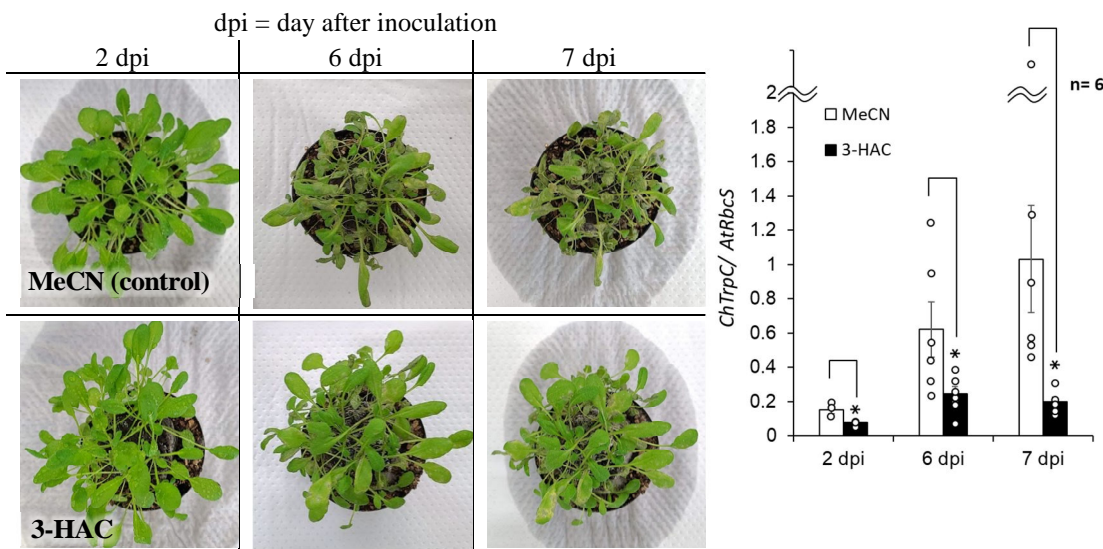 dpi = day after inoculation
2 dpi 6 dpi 7 dpi
MeCN (control)
3-HAC
n= 6
2
1.8
1.6
1.4
1.2
1
0.8
0.6
0.4
0.2
0
ChTrpC/ AtRbcS
MeCN
3-HAC
*
*
*
2 dpi 6 dpi 7 dpi